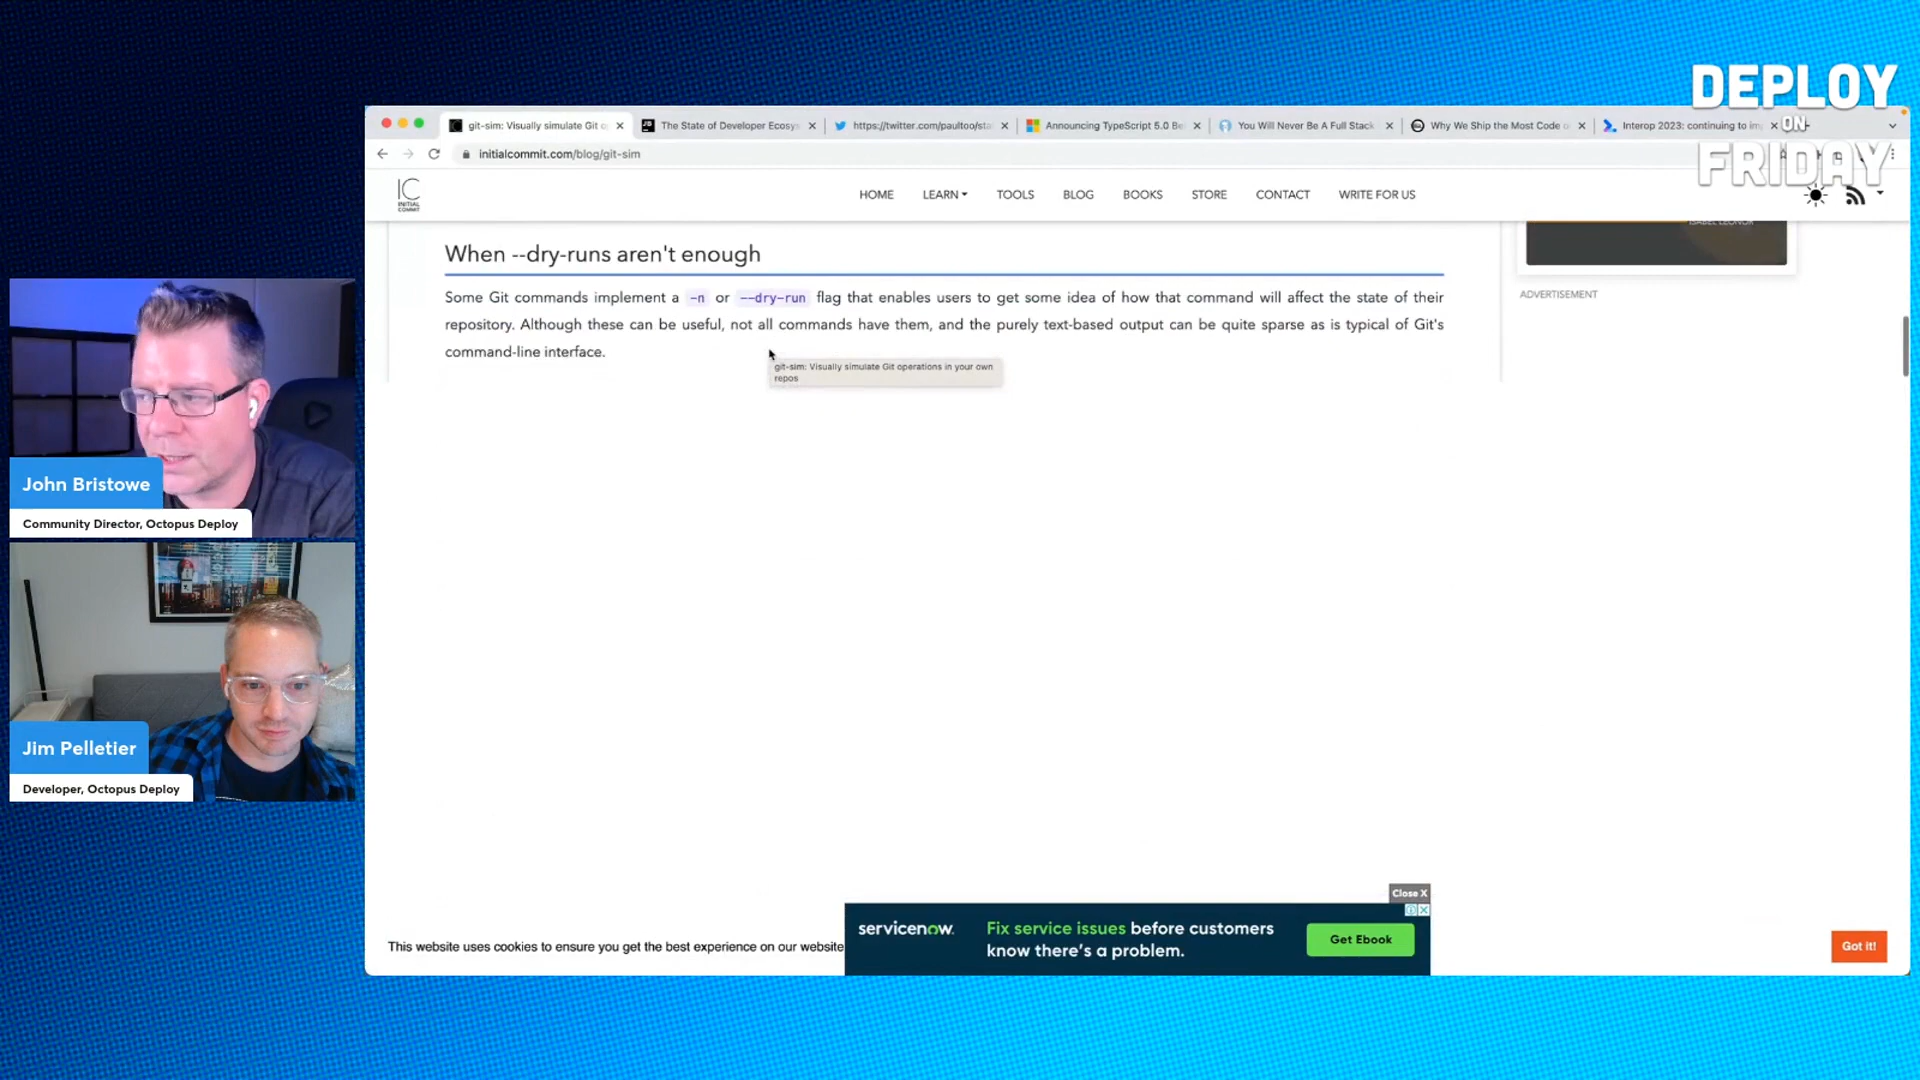 DEPLOY
ON
FRIDAY
git-sim: Visually simulate Git o
The State of Developer Ecosys
https://twitter.com/paultoo/sta
Announcing TypeScript 5.0 Be
You Will Never Be A Full Stack
Why We Ship the Most Code o
Interop 2023: continuing to im
initialcommit.com/blog/git-sim
IC
INITIAL
COMMIT
HOME
LEARN
TOOLS
BLOG
BOOKS
STORE
CONTACT
WRITE FOR US
When --dry-runs aren't enough
Some Git commands implement a -n or --dry-run flag that enables users to get some idea of how that command will affect the state of their
repository. Although these can be useful, not all commands have them, and the purely text-based output can be quite sparse as is typical of Git's
command-line interface.
git-sim: Visually simulate Git operations in your own
repos
ADVERTISEMENT
John Bristowe
Community Director, Octopus Deploy
Jim Pelletier
Developer, Octopus Deploy
This website uses cookies to ensure you get the best experience on our website
Close X
servicenow.
Fix service issues before customers
know there's a problem.
Get Ebook
Got it!